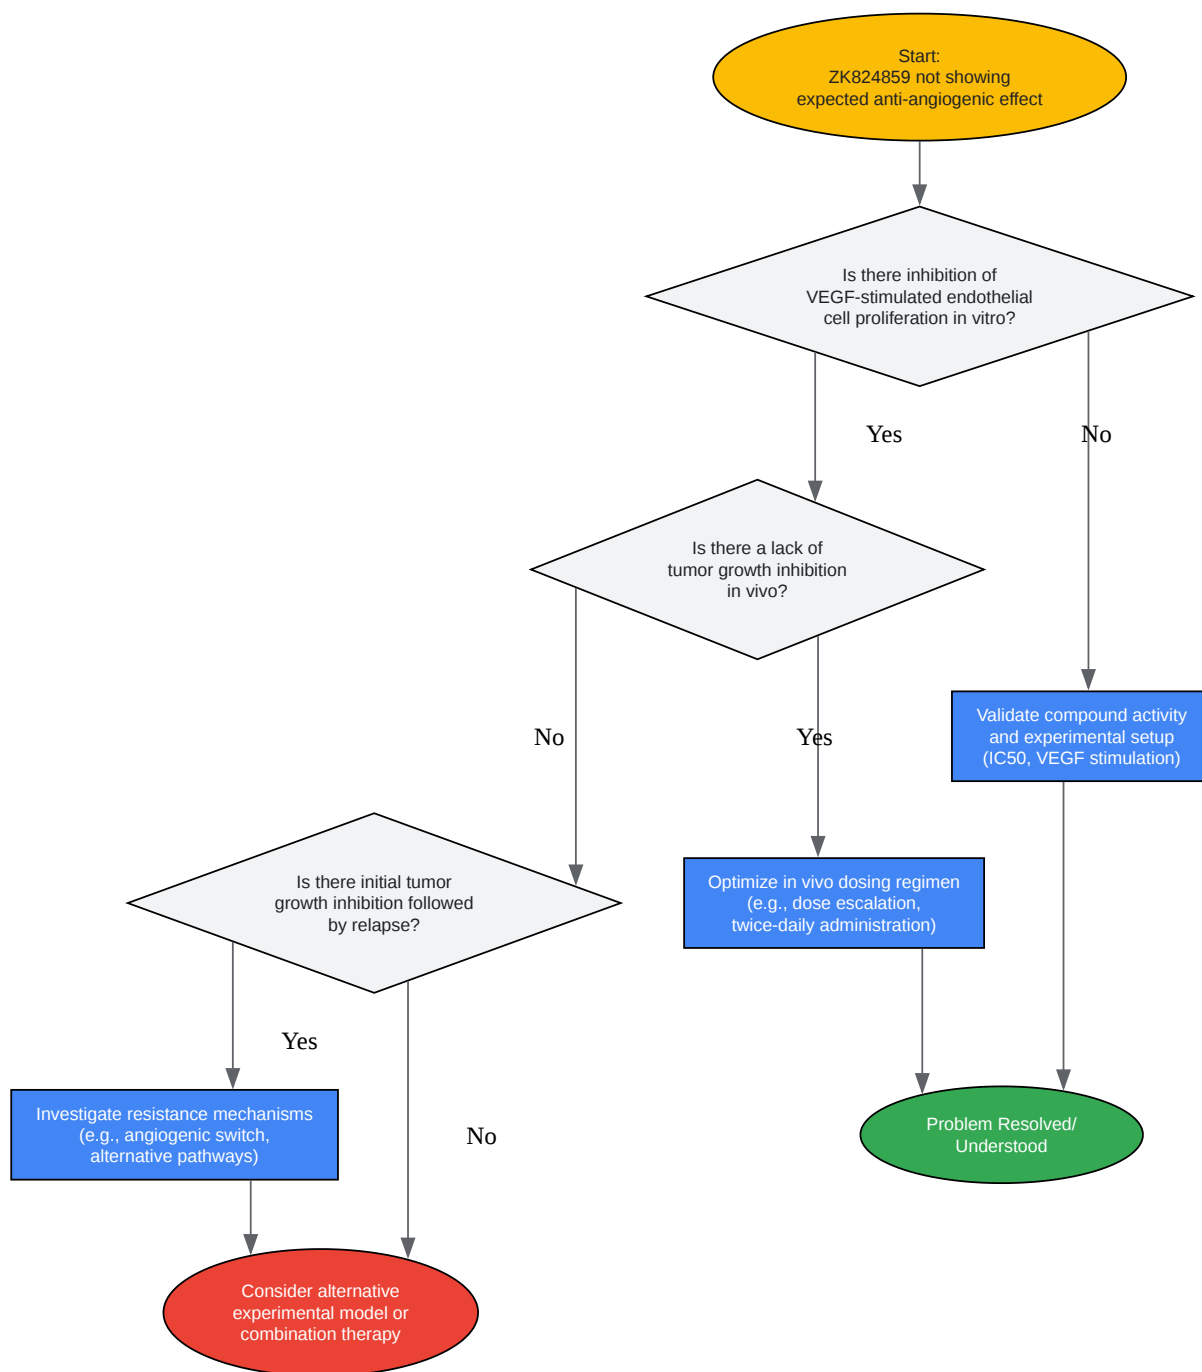 Start:
ZK824859 not showing
expected anti-angiogenic effect
Is there inhibition of
VEGF-stimulated endothelial
cell proliferation in vitro?
Yes
No
Is there a lack of
tumor growth inhibition
in vivo?
No
Yes
Validate compound activity
and experimental setup
(IC50, VEGF stimulation)
Is there initial tumor
growth inhibition followed
by relapse?
Optimize in vivo dosing regimen
(e.g., dose escalation,
twice-daily administration)
Yes
No
Investigate resistance mechanisms
(e.g., angiogenic switch,
alternative pathways)
Problem Resolved/
Understood
Consider alternative
experimental model or
combination therapy